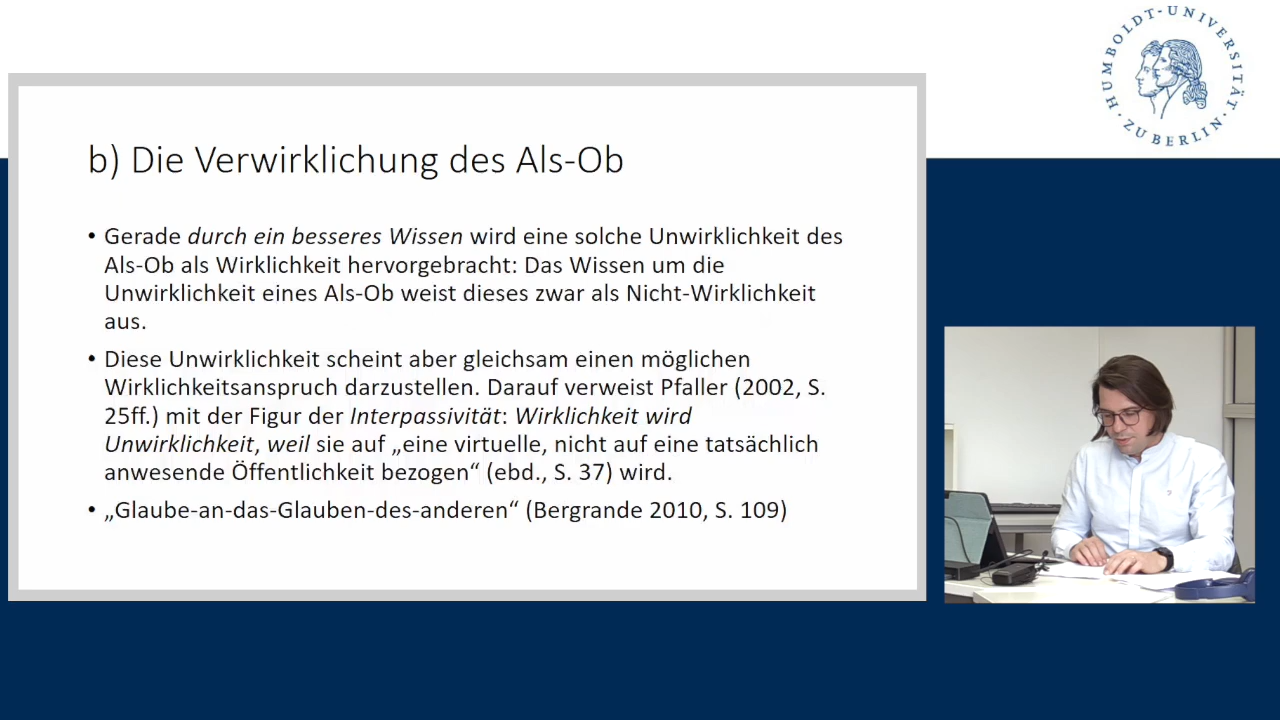 HUMBOLDT-UNIVERSITÄT
ZU BERLIN
b) Die Verwirklichung des Als-Ob
• Gerade durch ein besseres Wissen wird eine solche Unwirklichkeit des
Als-Ob als Wirklichkeit hervorgebracht: Das Wissen um die
Unwirklichkeit eines Als-Ob weist dieses zwar als Nicht-Wirklichkeit
aus.
• Diese Unwirklichkeit scheint aber gleichsam einen möglichen
Wirklichkeitsanspruch darzustellen. Darauf verweist Pfaller (2002, S.
25ff.) mit der Figur der Interpassivität: Wirklichkeit wird
Unwirklichkeit, weil sie auf „eine virtuelle, nicht auf eine tatsächlich
anwesende Öffentlichkeit bezogen“ (ebd., S. 37) wird.
• „Glaube-an-das-Glauben-des-anderen“ (Bergrande 2010, S. 109)